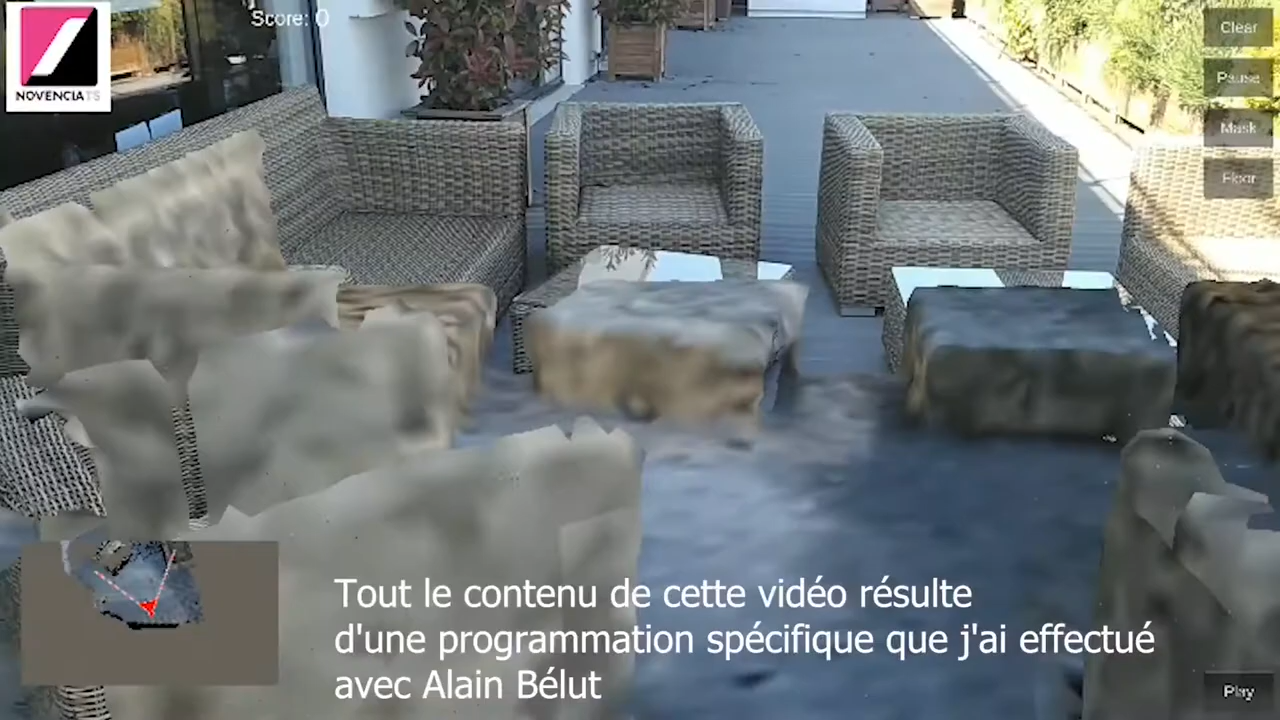 NOVENCIATS
Score: 0
Clear
Pause
Mask
Floor
Tout le contenu de cette vidéo résulte
d'une programmation spécifique que j'ai effectué
avec Alain Bélut
Play